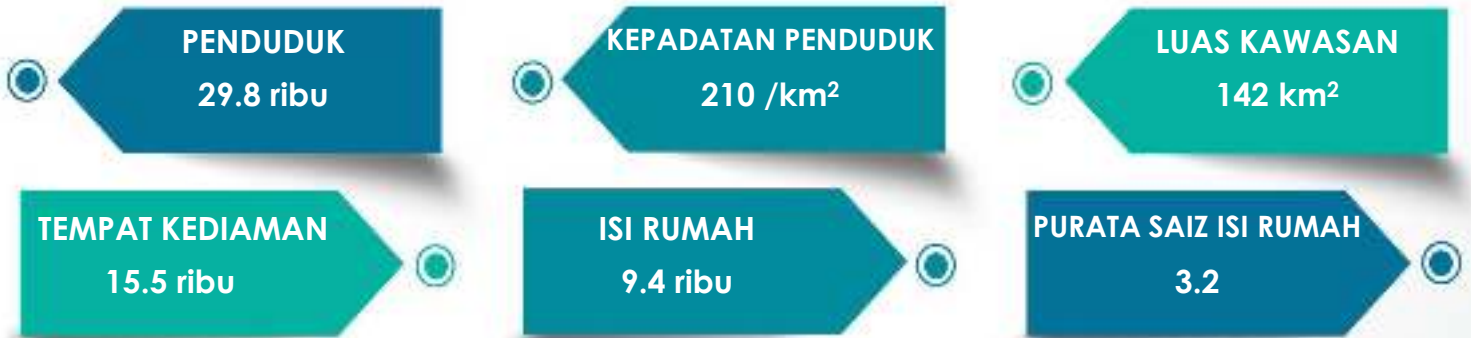 PENDUDUK
29.8 ribu
KEPADATAN PENDUDUK
210 /km²
LUAS KAWASAN
142 km²
TEMPAT KEDIAMAN
15.5 ribu
ISI RUMAH
9.4 ribu
PURATA SAIZ ISI RUMAH
3.2